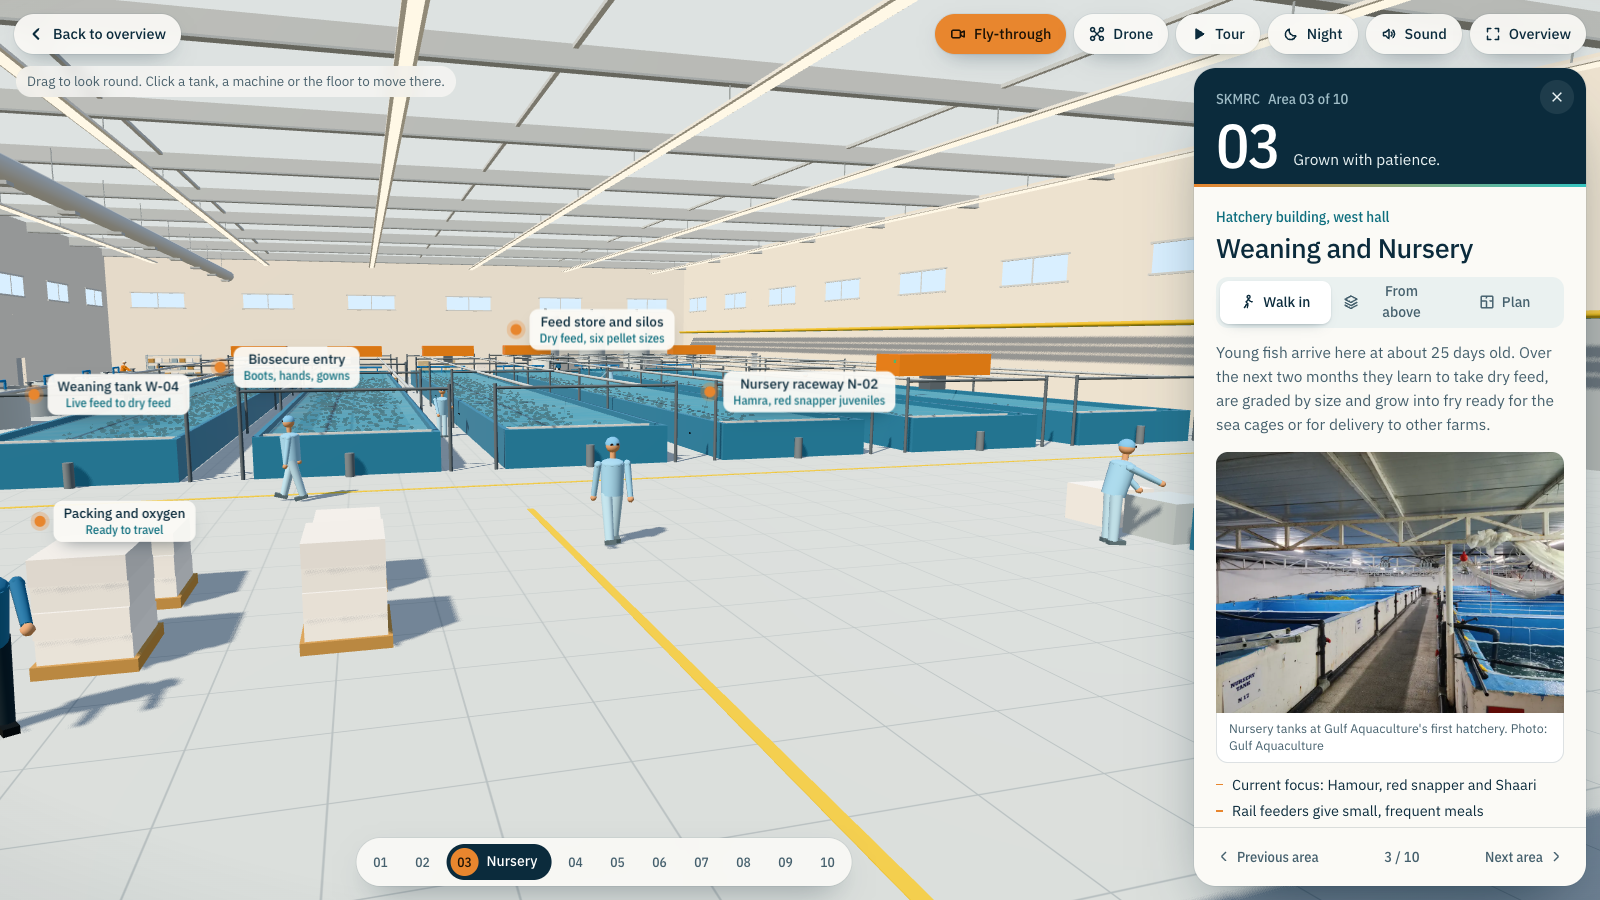 Back to overview
Fly-through
Drone
Tour
Night
Sound
Overview
Drag to look round. Click a tank, a machine or the floor to move there.
SKMRC Area 03 of 10
03 Grown with patience.
Hatchery building, west hall
Weaning and Nursery
Walk in
From
above
Plan
Young fish arrive here at about 25 days old. Over
the next two months they learn to take dry feed,
are graded by size and grow into fry ready for the
sea cages or for delivery to other farms.
NURSERY
TANK
N 12
Nursery tanks at Gulf Aquaculture's first hatchery. Photo:
Gulf Aquaculture
– Current focus: Hamour, red snapper and Shaari
– Rail feeders give small, frequent meals
Previous area
3 / 10
Next area
Feed store and silos
Dry feed, six pellet sizes
Biosecure entry
Boots, hands, gowns
Weaning tank W-04
Live feed to dry feed
Nursery raceway N-02
Hamra, red snapper juveniles
Packing and oxygen
Ready to travel
01 02 03 Nursery 04 05 06 07 08 09 10